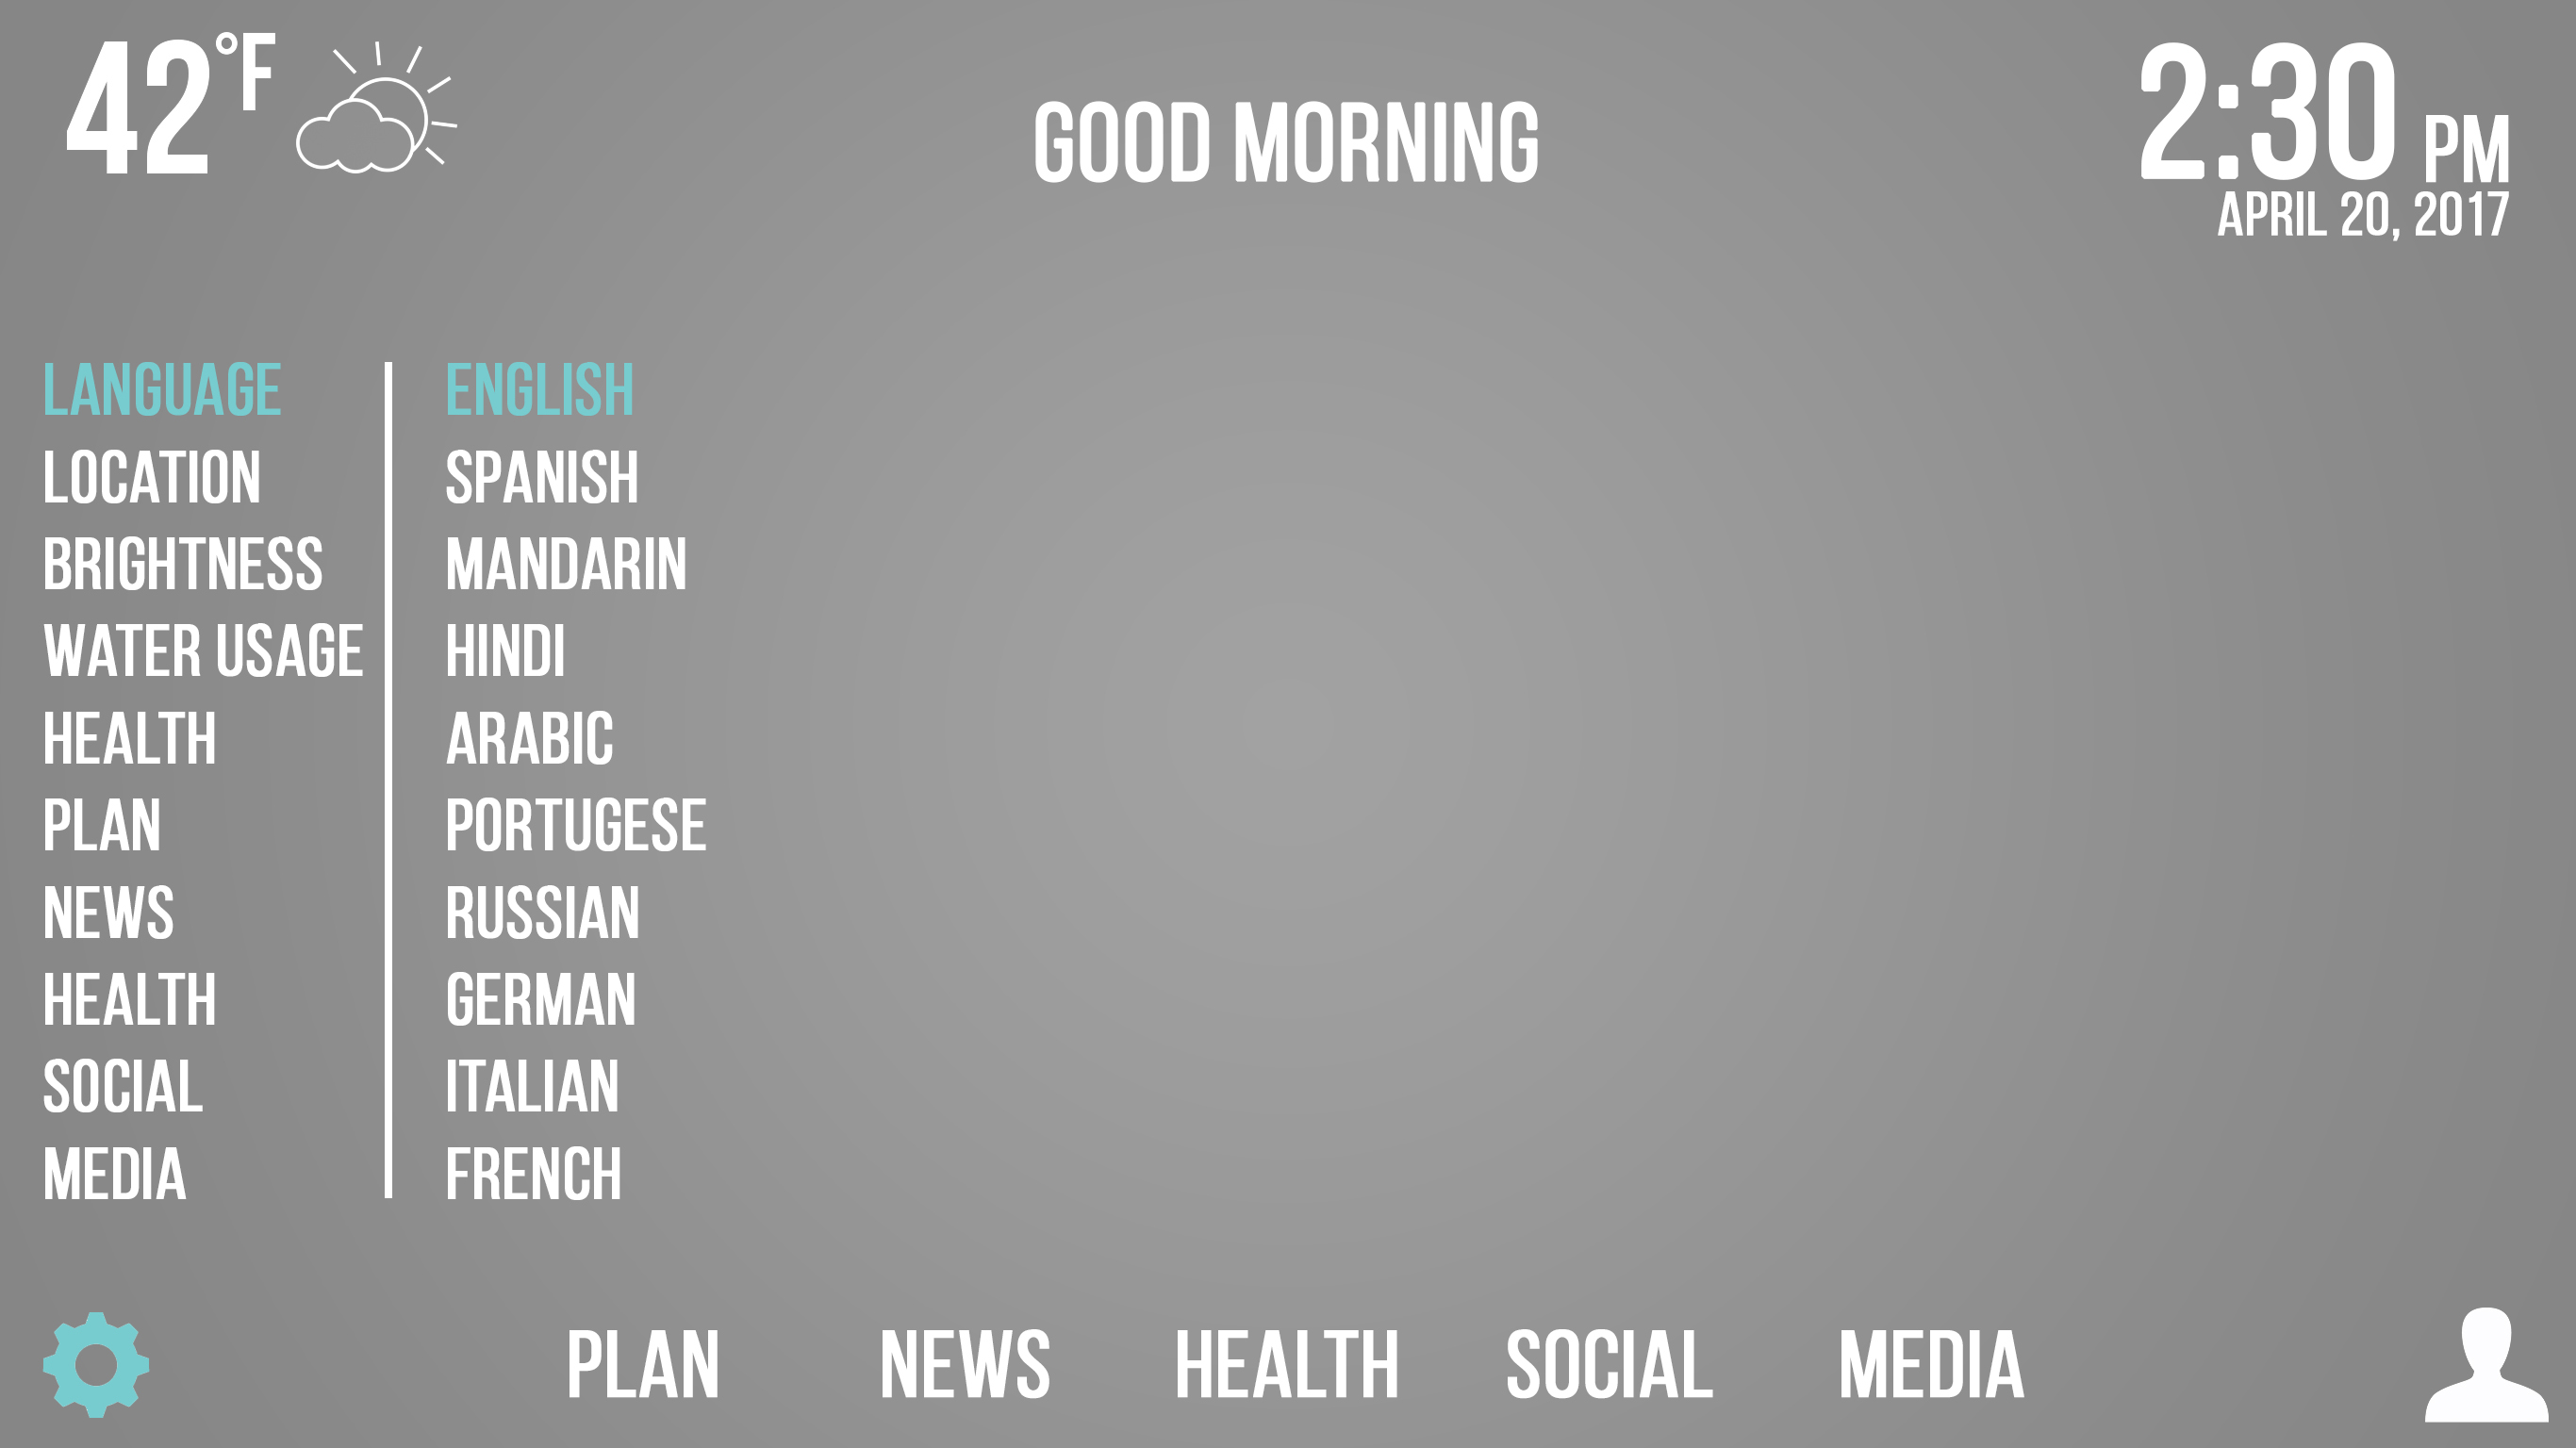 42°F
GOOD MORNING
2:30 PM
APRIL 20, 2017
LANGUAGE
LOCATION
BRIGHTNESS
WATER USAGE
HEALTH
PLAN
NEWS
HEALTH
SOCIAL
MEDIA
ENGLISH
SPANISH
MANDARIN
HINDI
ARABIC
PORTUGESE
RUSSIAN
GERMAN
ITALIAN
FRENCH
PLAN NEWS HEALTH SOCIAL MEDIA